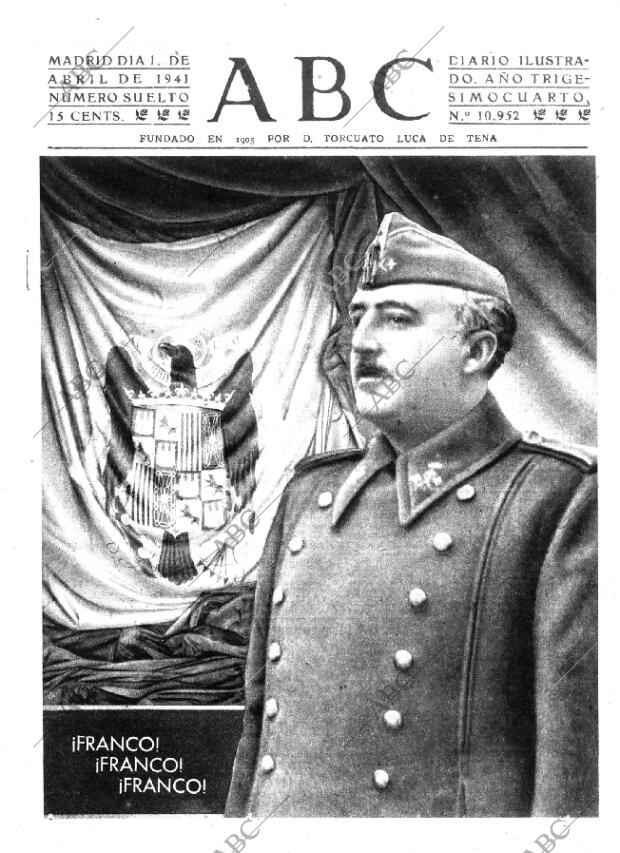 MADRID DIA 1. DE
ABRIL DE 1941
NUMERO SUELTO
15 CENTS.
ABC
DIARIO ILUSTRA-
DO. AÑO TRIGE-
SIMOCUARTO,
N.º 10.952
FUNDADO EN 1905 POR D. TORCUATO LUCA DE TENA
¡FRANCO!
¡FRANCO!
¡FRANCO!